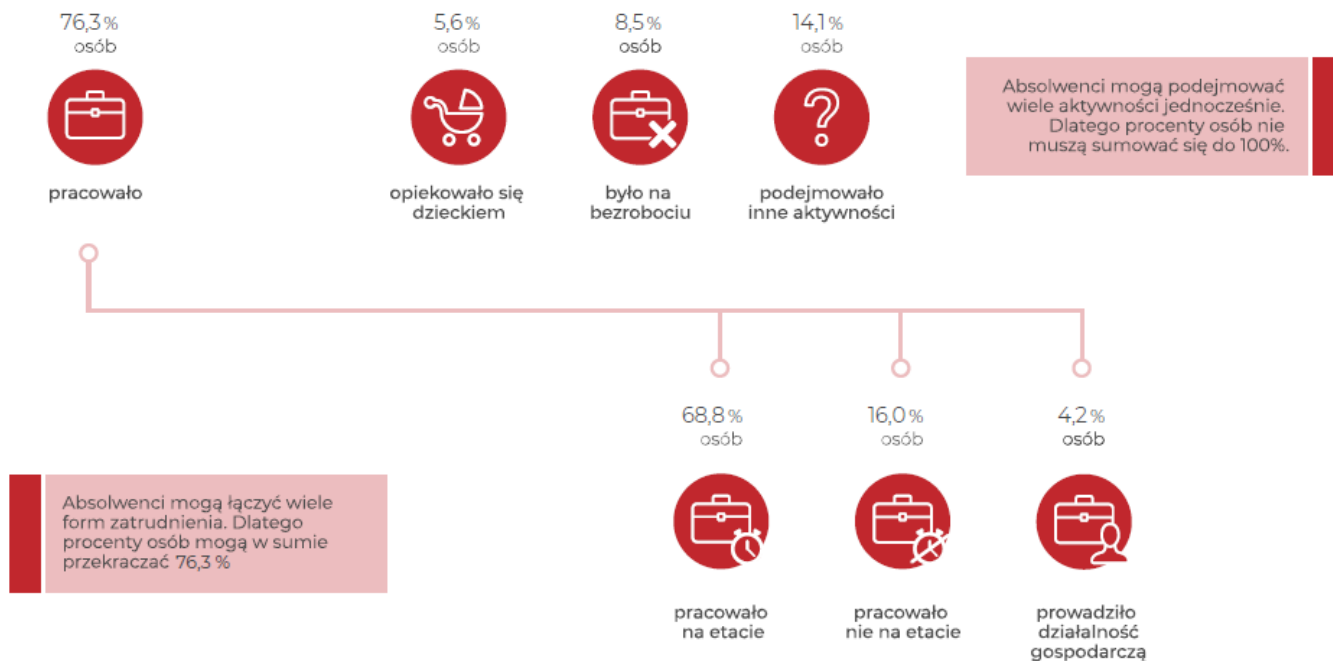 76,3 %
osób
pracowało
5,6 %
osób
opiekowało się
dzieckiem
8,5 %
osób
było na
bezrobociu
14,1 %
osób
podejmowało
inne aktywności
Absolwenci mogą podejmować
wiele aktywności jednocześnie.
Dlatego procenty osób nie
muszą sumować się do 100%.
68,8 %
osób
pracowało
na etacie
16,0 %
osób
pracowało
nie na etacie
4,2 %
osób
prowadziło
działalność
gospodarczą
Absolwenci mogą łączyć wiele
form zatrudnienia. Dlatego
procenty osób mogą w sumie
przekraczać 76,3 %